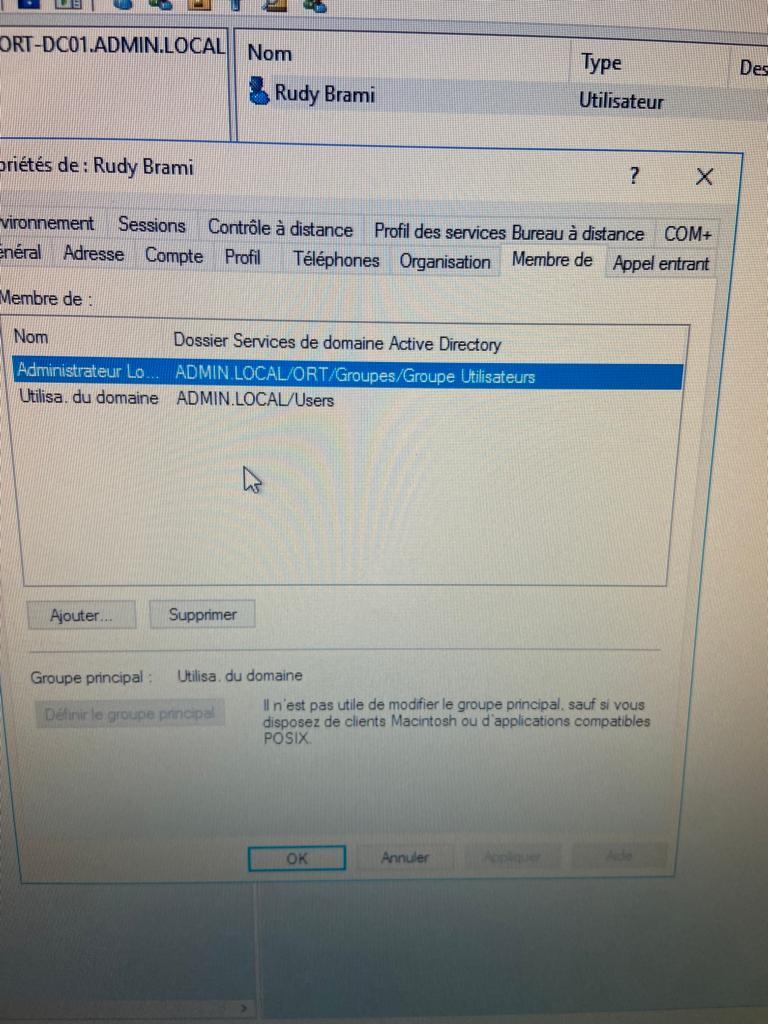 ORT-DC01.ADMIN.LOCAL
Nom Type Des
Rudy Brami Utilisateur
priétés de : Rudy Brami ? X
vironnement Sessions Contrôle à distance Profil des services Bureau à distance COM+
énéral Adresse Compte Profil Téléphones Organisation Membre de Appel entrant
Membre de :
Nom Dossier Services de domaine Active Directory
Administrateur Lo... ADMIN.LOCAL/ORT/Groupes/Groupe Utilisateurs
Utilisa. du domaine ADMIN.LOCAL/Users
Ajouter... Supprimer
Groupe principal : Utilisa. du domaine
Définir le groupe principal
Il n'est pas utile de modifier le groupe principal, sauf si vous
disposez de clients Macintosh ou d'applications compatibles
POSIX.
OK Annuler Appliquer Aide